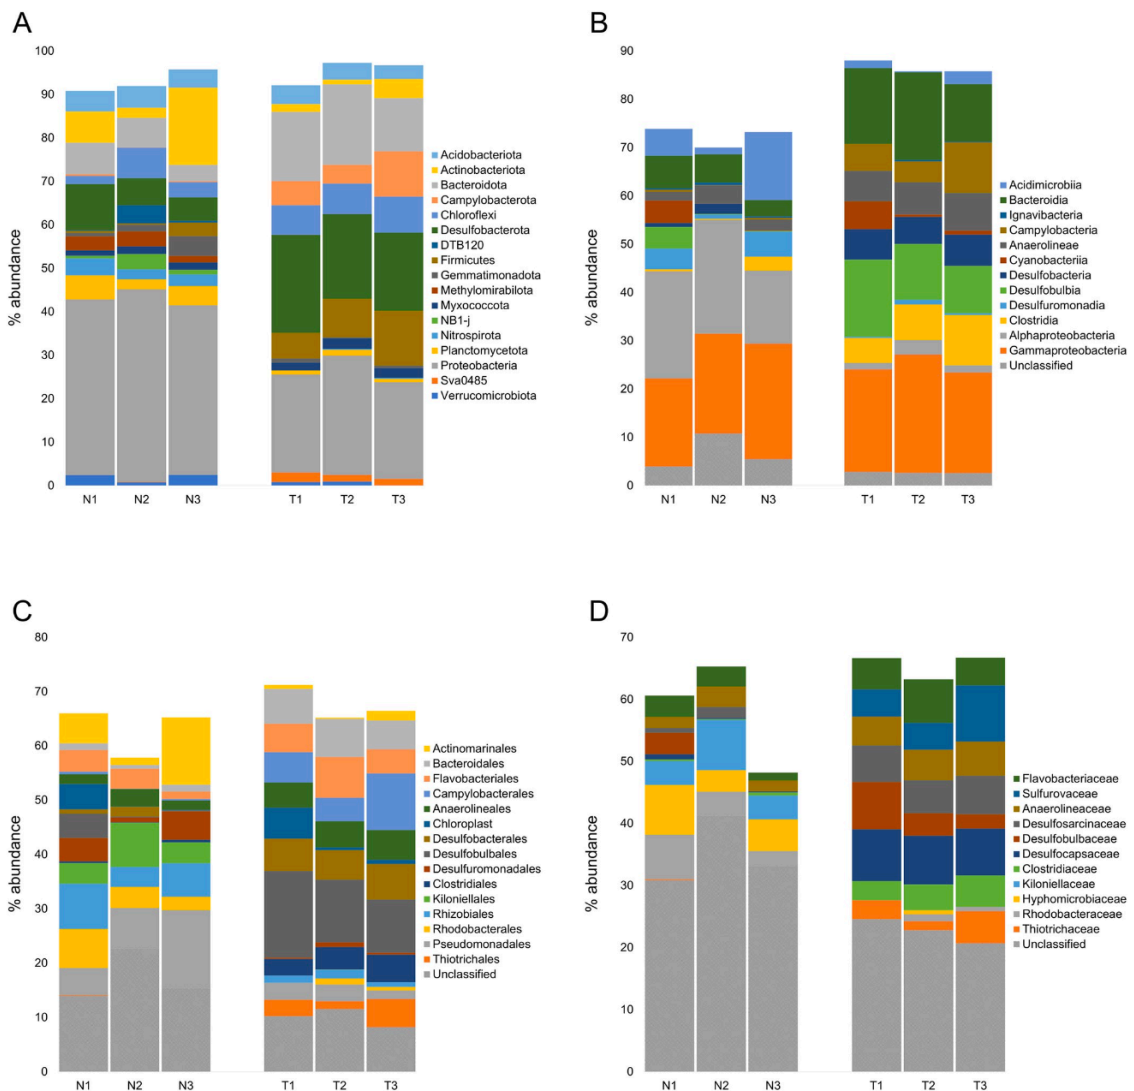 A
% abundance
100
90
80
70
60
50
40
30
20
10
0
N1 N2 N3 T1 T2 T3
Acidobacteriota
Actinobacteriota
Bacteroidota
Campylobacterota
Chloroflexi
Desulfobacterota
DTB120
Firmicutes
Gemmatimonadota
Methylomirabilota
Myxococcota
NB1-j
Nitrospirota
Planctomycetota
Proteobacteria
Sva0485
Verrucomicrobiota
B
% abundance
90
80
70
60
50
40
30
20
10
0
N1 N2 N3 T1 T2 T3
Acidimicrobiia
Bacteroidia
Ignavibacteria
Campylobacteria
Anaerolineae
Cyanobacteriia
Desulfobacteria
Desulfobulbia
Desulfuromonadia
Clostridia
Alphaproteobacteria
Gammaproteobacteria
Unclassified
C
% abundance
80
70
60
50
40
30
20
10
0
N1 N2 N3 T1 T2 T3
Actinomarinales
Bacteroidales
Flavobacteriales
Campylobacterales
Anaerolineales
Chloroplast
Desulfobacterales
Desulfobulbales
Desulfuromonadales
Clostridiales
Kiloniellales
Rhizobiales
Rhodobacterales
Pseudomonadales
Thiotrichales
Unclassified
D
% abundance
70
60
50
40
30
20
10
0
N1 N2 N3 T1 T2 T3
Flavobacteriaceae
Sulfurovaceae
Anaerolineaceae
Desulfosarcinaceae
Desulfobulbaceae
Desulfocapsaceae
Clostridiaceae
Kiloniellaceae
Hyphomicrobiaceae
Rhodobacteraceae
Thiotrichaceae
Unclassified